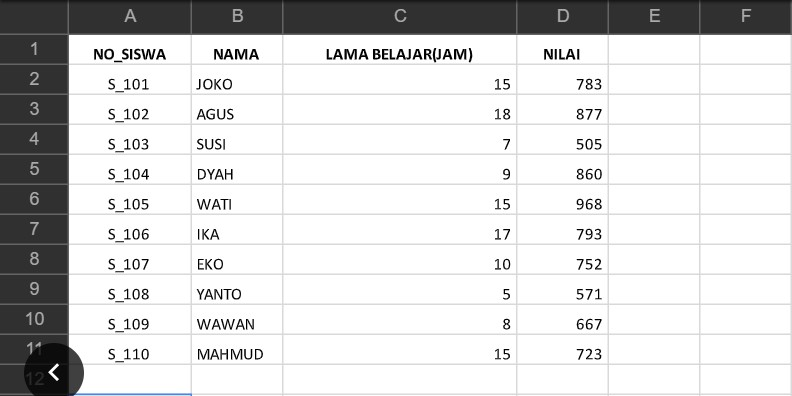 A B C D E F
1 NO_SISWA NAMA LAMA BELAJAR(JAM) NILAI
2 S_101 JOKO 15 783
3 S_102 AGUS 18 877
4 S_103 SUSI 7 505
5 S_104 DYAH 9 860
6 S_105 WATI 15 968
7 S_106 IKA 17 793
8 S_107 EKO 10 752
9 S_108 YANTO 5 571
10 S_109 WAWAN 8 667
11 S_110 MAHMUD 15 723
12